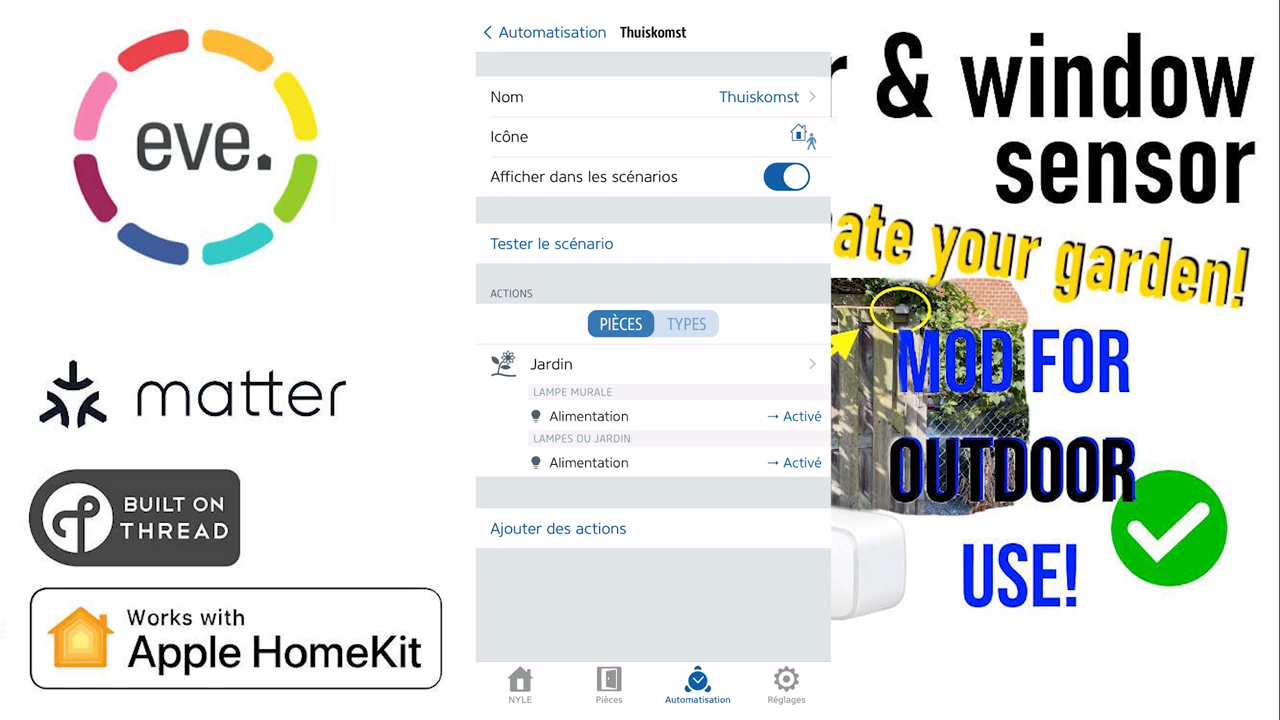 eve.
matter
BUILT ON
THREAD
Works with
Apple HomeKit
Automatisation Thuiskomst
Nom Thuiskomst
Icône
Afficher dans les scénarios
Tester le scénario
ACTIONS
PIÈCES TYPES
Jardin
LAMPE MURALE
Alimentation → Activé
LAMPES DU JARDIN
Alimentation → Activé
Ajouter des actions
NYLE Pièces Automatisation Réglages
& window
sensor
your garden!
MOD FOR
OUTDOOR
USE!